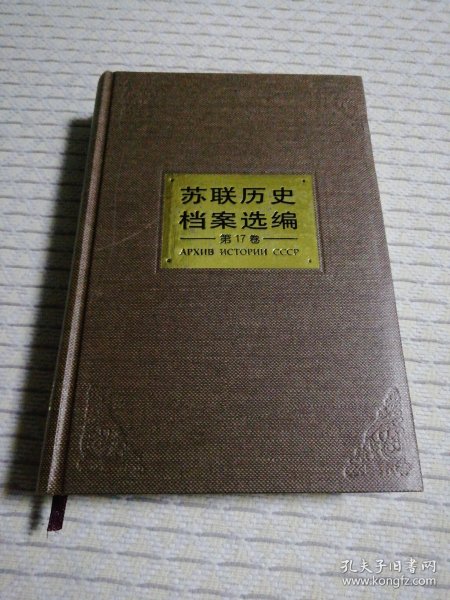 苏联历史
档案选编
第17卷
АРХИВ ИСТОРИИ СССР
孔夫子旧书网
www.kongfz.com